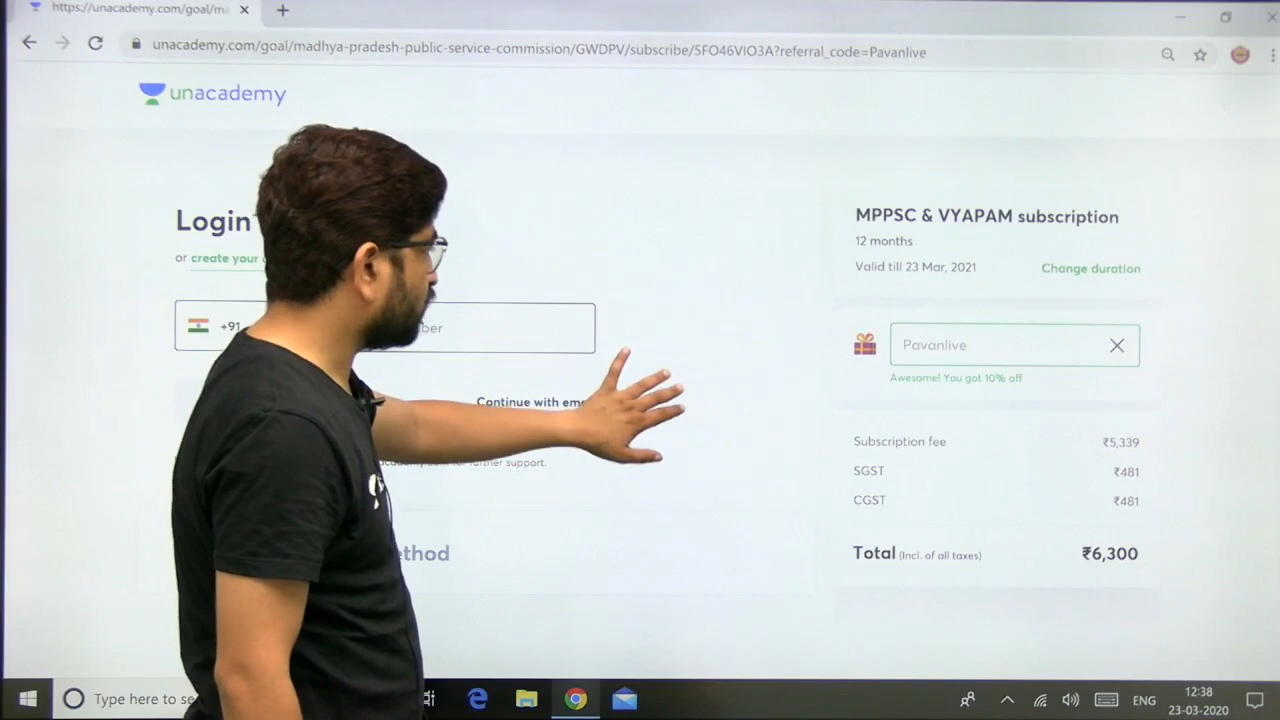 https://unacademy.com/goal/ma
unacademy.com/goal/madhya-pradesh-public-service-commission/GWDPV/subscribe/5FO46VIO3A?referral_code=Pavanlive
unacademy
Login
or create your
+91
Continue with
for further support.
MPPSC & VYAPAM subscription
12 months
Valid till 23 Mar, 2021
Change duration
Pavanlive
Awesome! You got 10% off
Subscription fee ₹5,339
SGST ₹481
CGST ₹481
Total (Incl. of all taxes) ₹6,300
Type here to se
ENG
12:38
23-03-2020